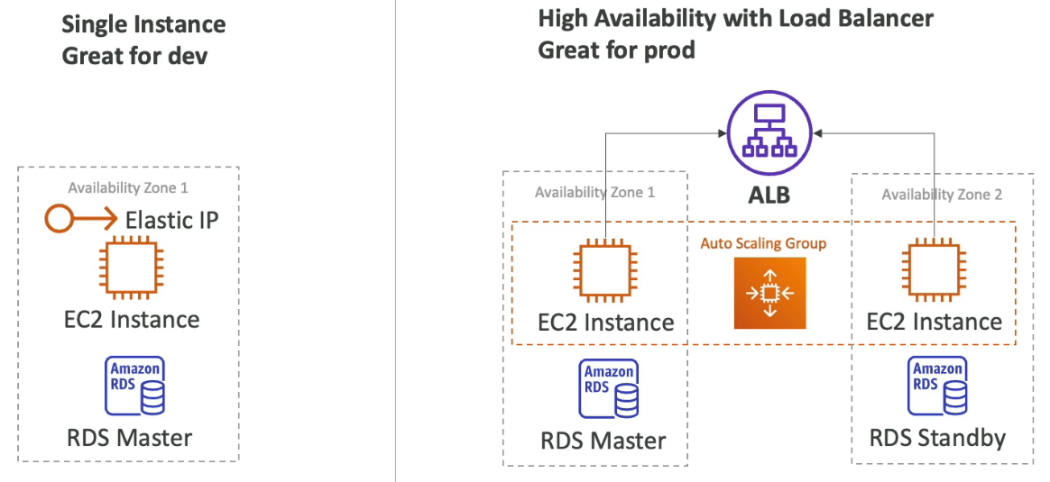 Single Instance
Great for dev
Availability Zone 1
Elastic IP
EC2 Instance
Amazon
RDS
RDS Master
High Availability with Load Balancer
Great for prod
ALB
Availability Zone 1
Availability Zone 2
Auto Scaling Group
EC2 Instance
EC2 Instance
Amazon
RDS
RDS Master
Amazon
RDS
RDS Standby